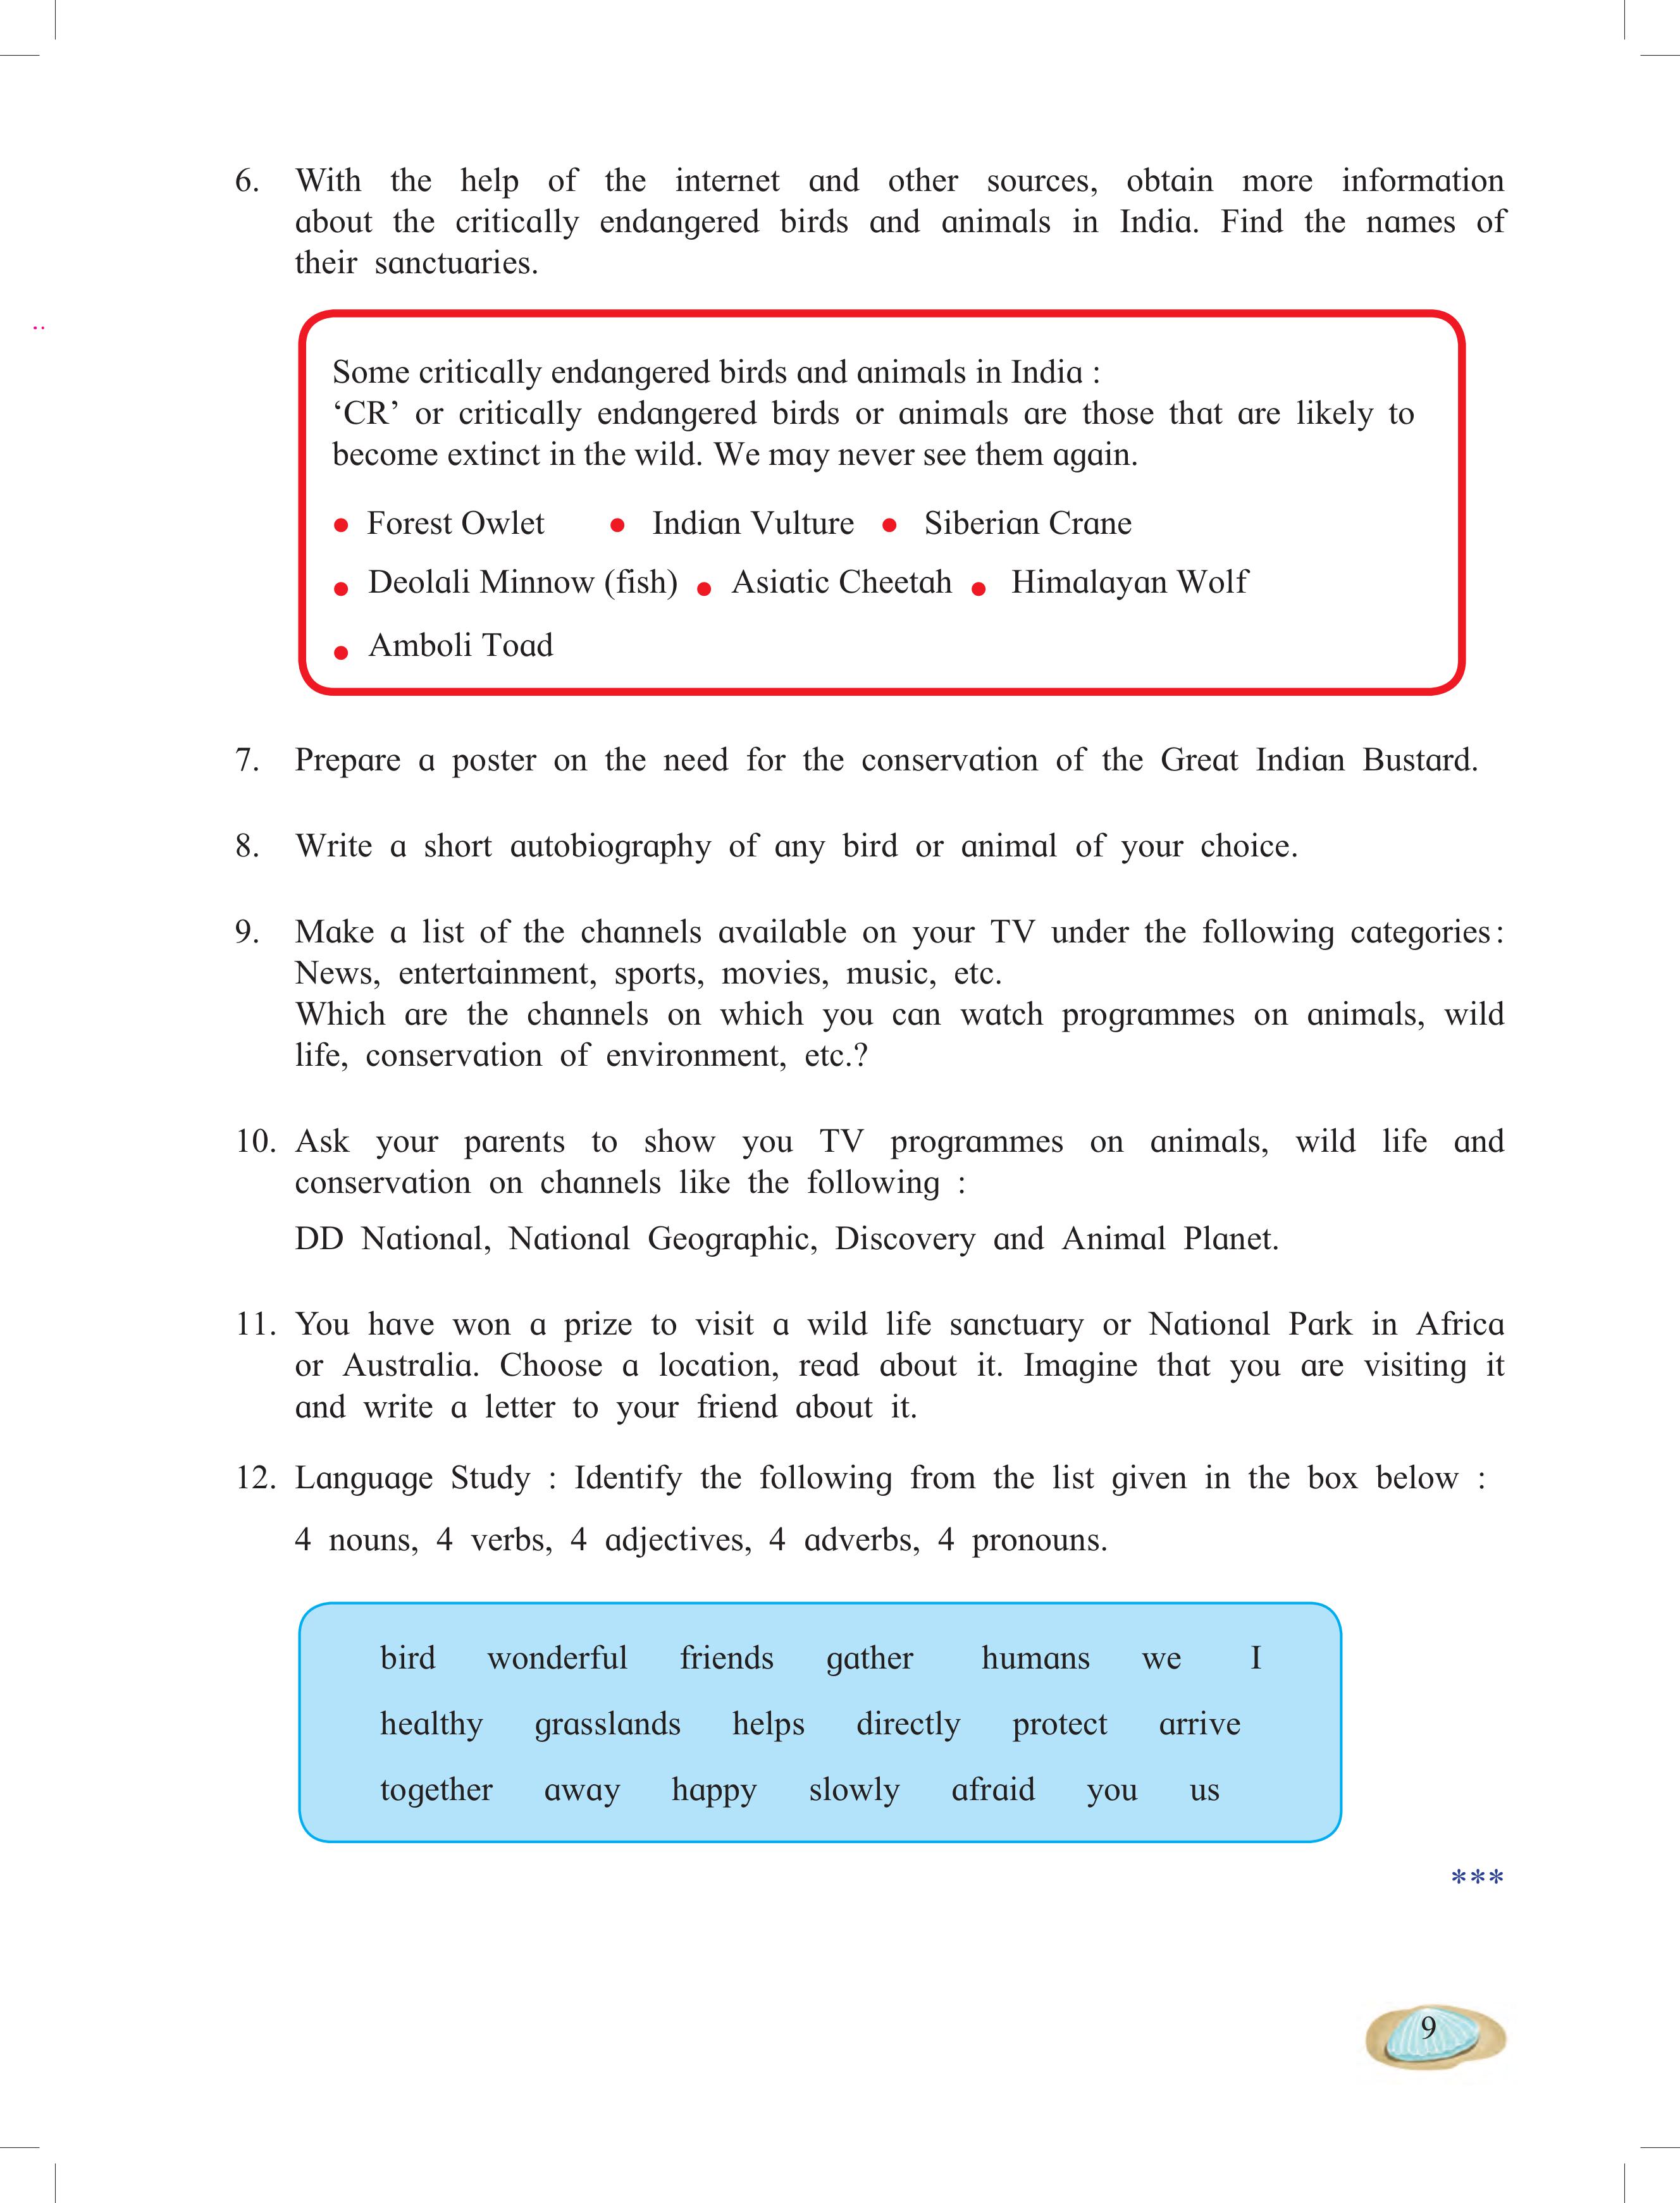 6. With the help of the internet and other sources, obtain more information
about the critically endangered birds and animals in India. Find the names of
their sanctuaries.
Some critically endangered birds and animals in India :
‘CR’ or critically endangered birds or animals are those that are likely to
become extinct in the wild. We may never see them again.
● Forest Owlet ● Indian Vulture ● Siberian Crane
● Deolali Minnow (fish) ● Asiatic Cheetah ● Himalayan Wolf
● Amboli Toad
7. Prepare a poster on the need for the conservation of the Great Indian Bustard.
8. Write a short autobiography of any bird or animal of your choice.
9. Make a list of the channels available on your TV under the following categories:
News, entertainment, sports, movies, music, etc.
Which are the channels on which you can watch programmes on animals, wild
life, conservation of environment, etc.?
10. Ask your parents to show you TV programmes on animals, wild life and
conservation on channels like the following :
DD National, National Geographic, Discovery and Animal Planet.
11. You have won a prize to visit a wild life sanctuary or National Park in Africa
or Australia. Choose a location, read about it. Imagine that you are visiting it
and write a letter to your friend about it.
12. Language Study : Identify the following from the list given in the box below :
4 nouns, 4 verbs, 4 adjectives, 4 adverbs, 4 pronouns.
bird wonderful friends gather humans we I
healthy grasslands helps directly protect arrive
together away happy slowly afraid you us
***
9